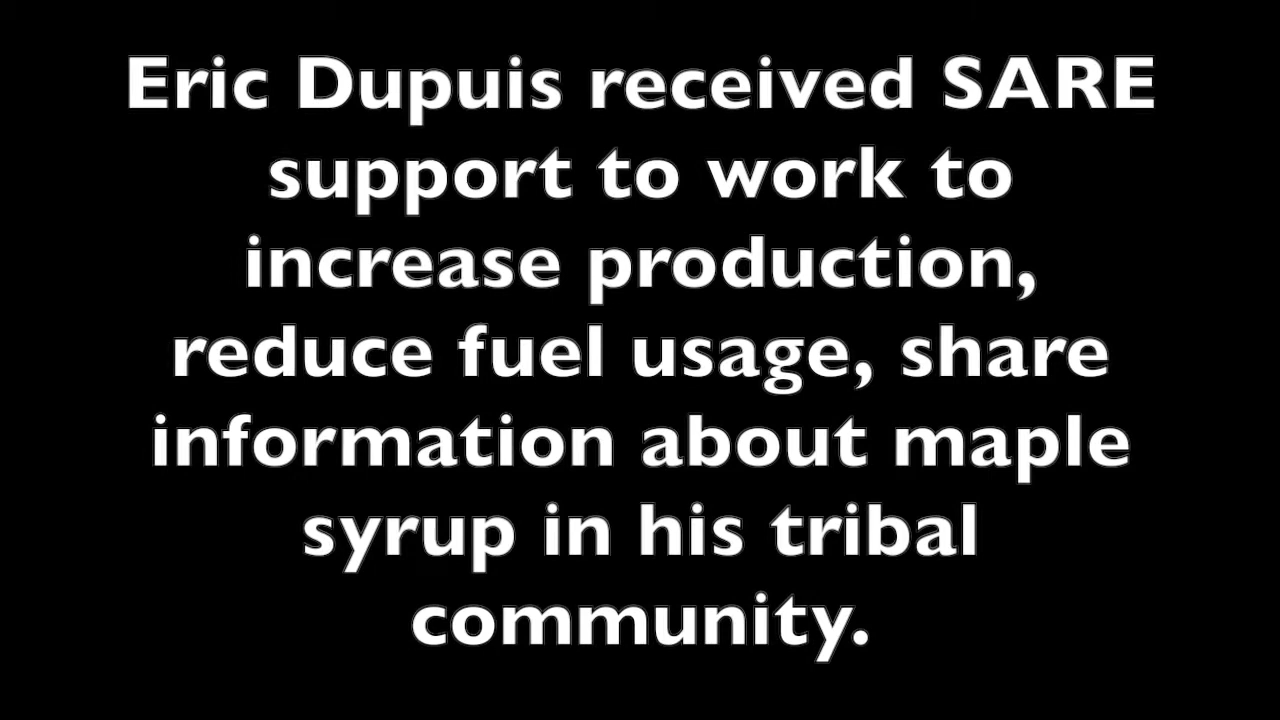 Eric Dupuis received SARE
support to work to
increase production,
reduce fuel usage, share
information about maple
syrup in his tribal
community.